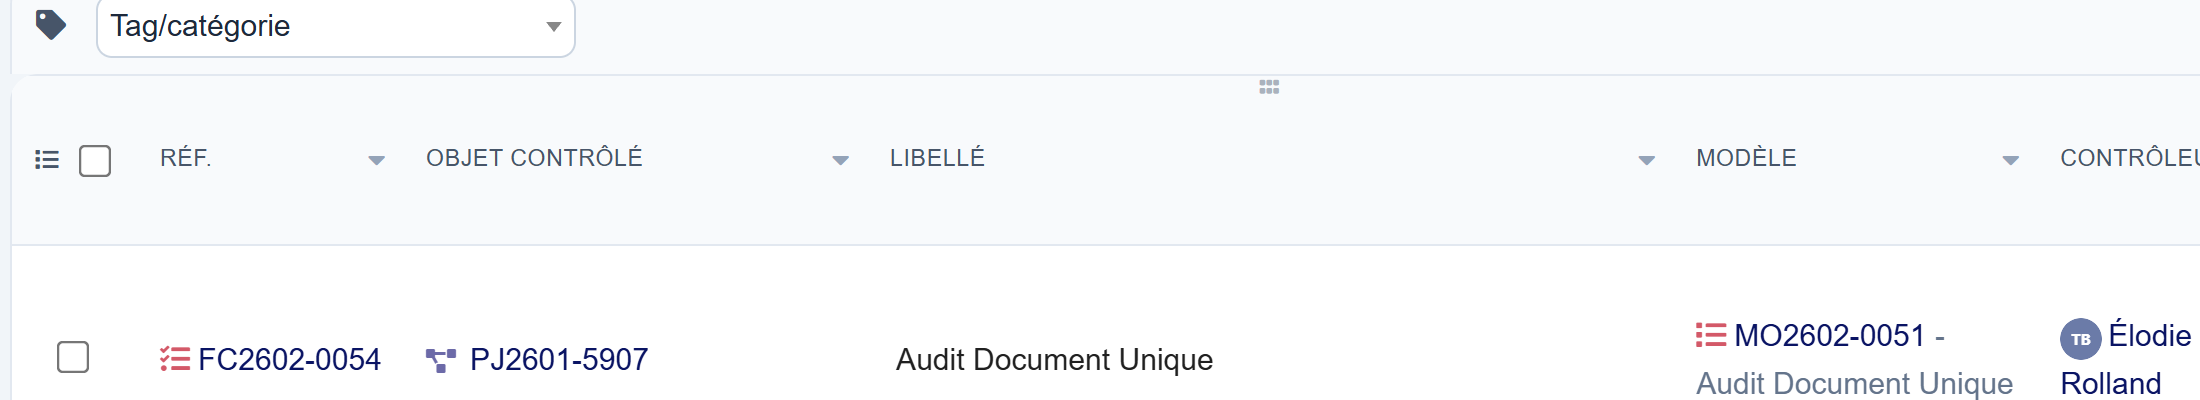 Tag/catégorie
RÉF. OBJET CONTRÔLÉ LIBELLÉ MODÈLE CONTRÔLEU
FC2602-0054 PJ2601-5907 Audit Document Unique MO2602-0051 - TB Élodie
Audit Document Unique Rolland